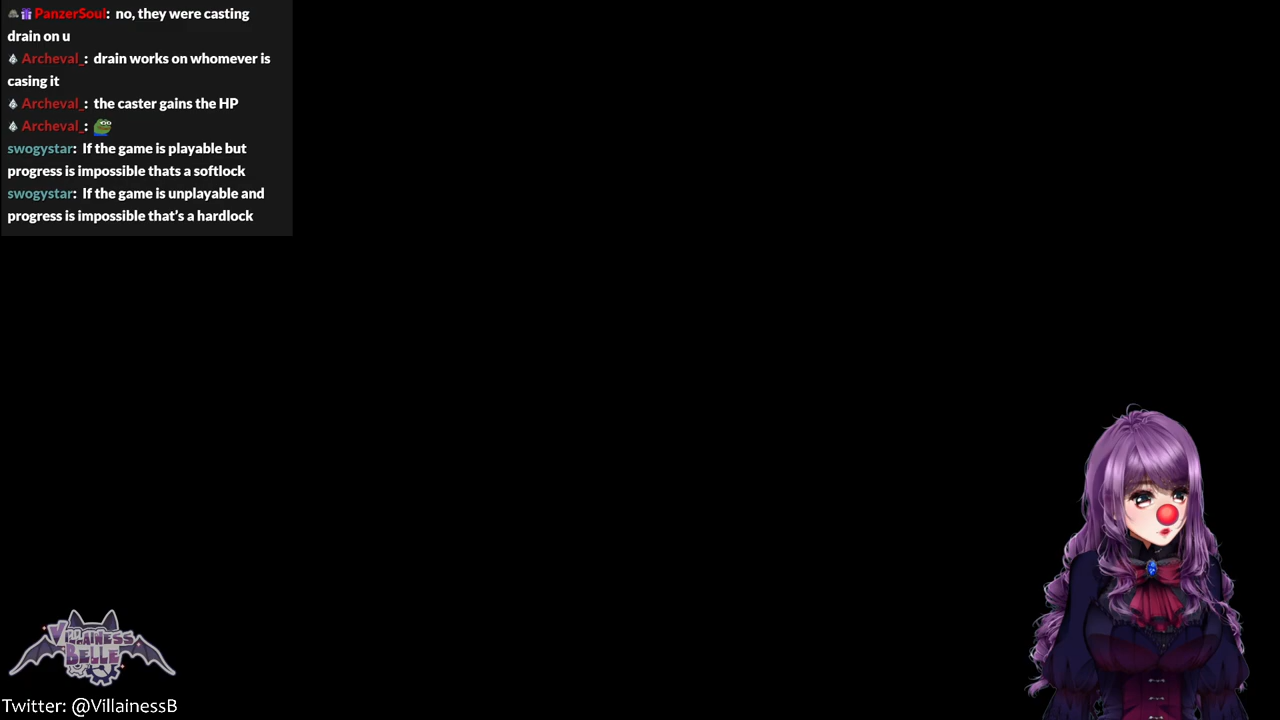 PanzerSoul: no, they were casting
drain on u
Archeval_: drain works on whomever is
casing it
Archeval_: the caster gains the HP
Archeval_:
swogystar: If the game is playable but
progress is impossible thats a softlock
swogystar: If the game is unplayable and
progress is impossible that's a hardlock
VILLAINESS
BELLE
Twitter: @VillainessB